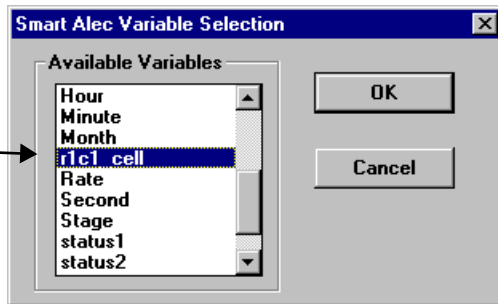 Smart Alec Variable Selection
Available Variables
Hour
Minute
Month
r1c1_cell
Rate
Second
Stage
status1
status2
OK
Cancel